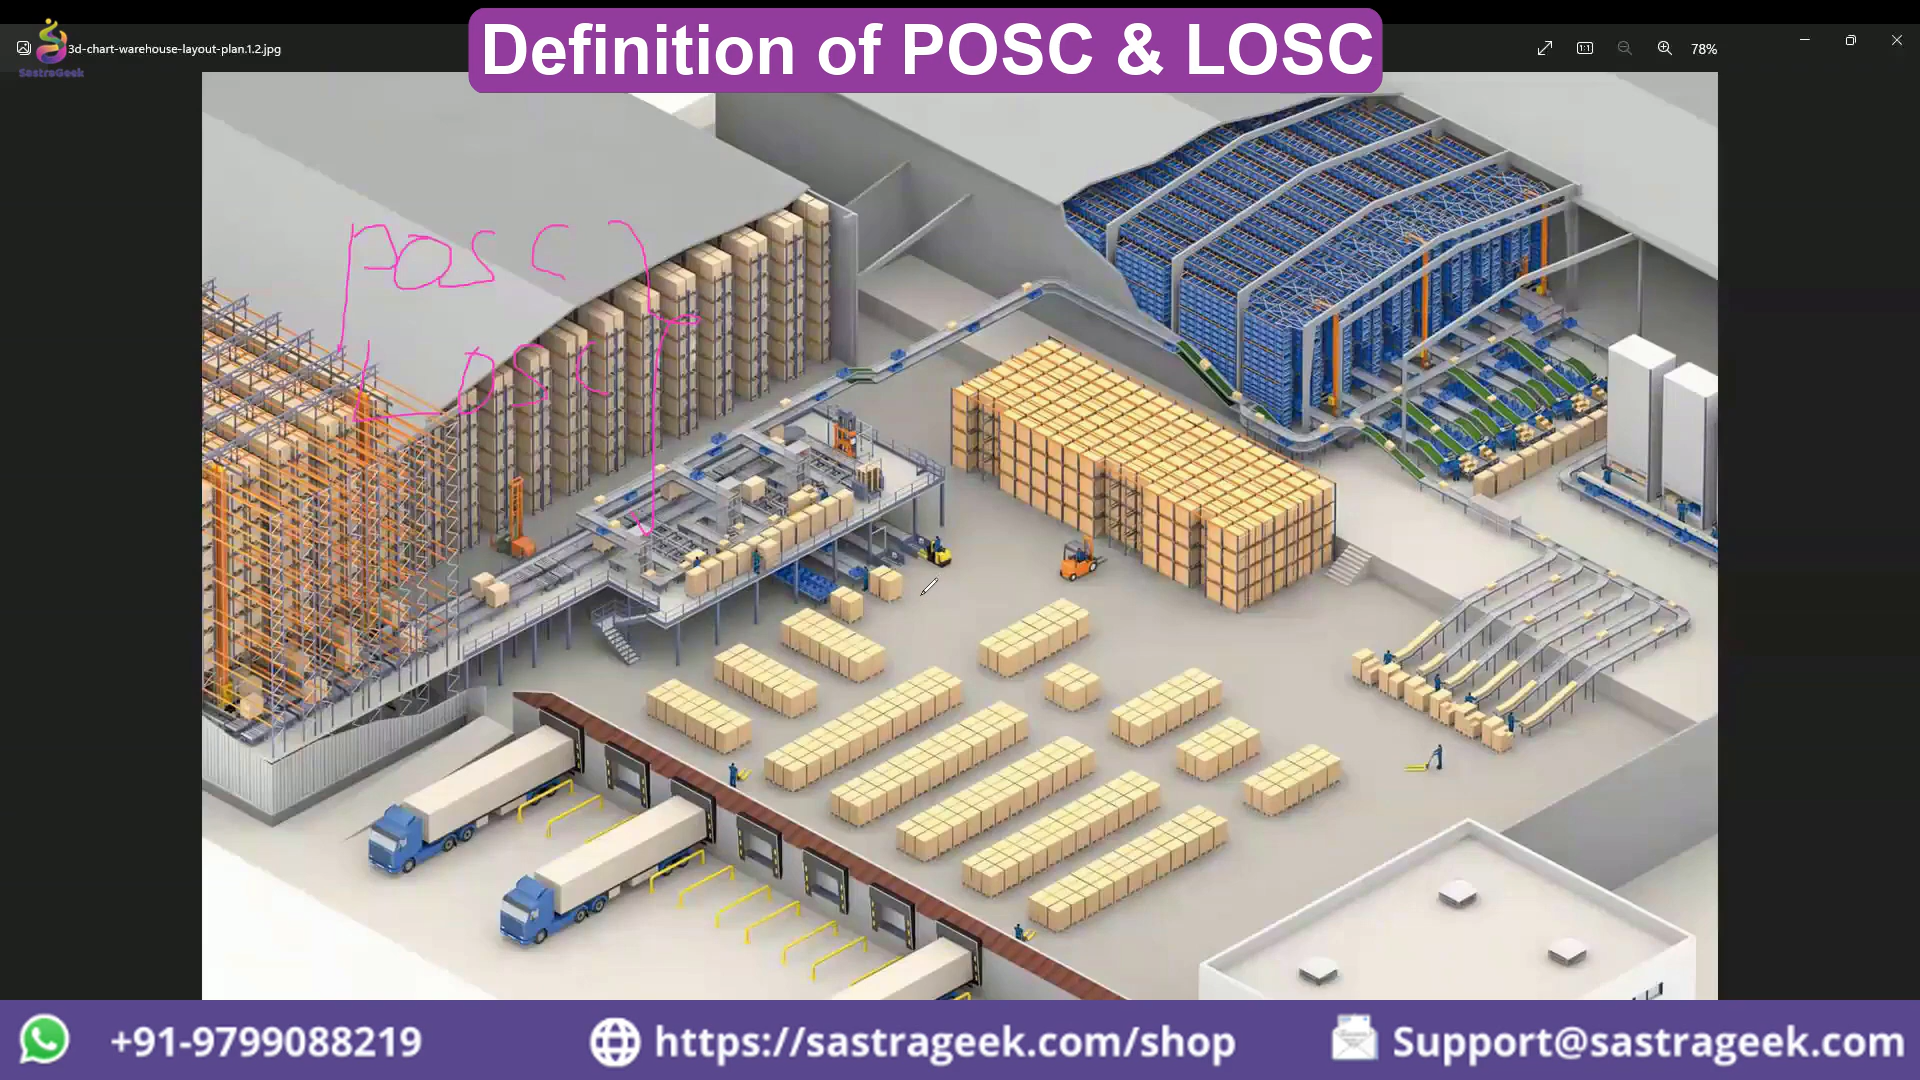 Definition of POSC & LOSC
3d-chart-warehouse-layout-plan.1.2.jpg
SastraGeek
78%
POSC
LOSC
+91-9799088219
https://sastrageek.com/shop
Support@sastrageek.com